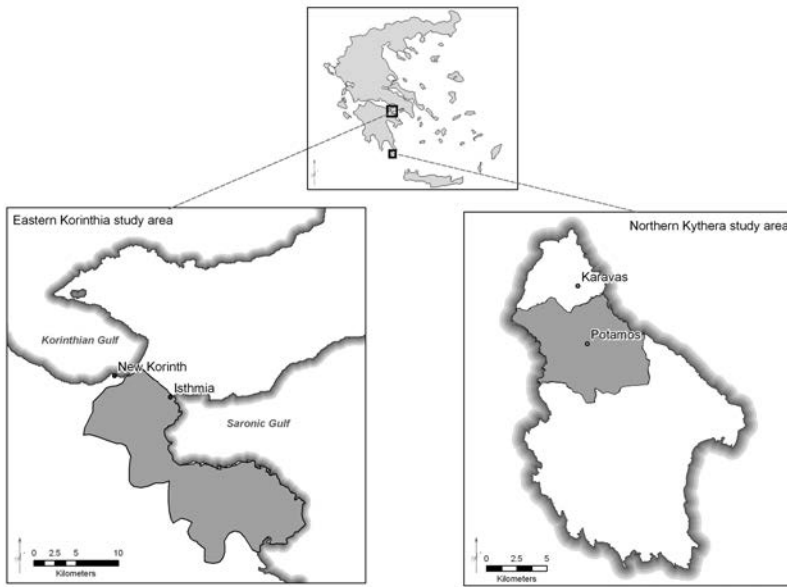 Eastern Korinthia study area
Korinthian Gulf
New Korinth
Isthmia
Saronic Gulf
0 2.5 5 10
Kilometers
Northern Kythera study area
Karavas
Potamos
0 2.5 5
Kilometers